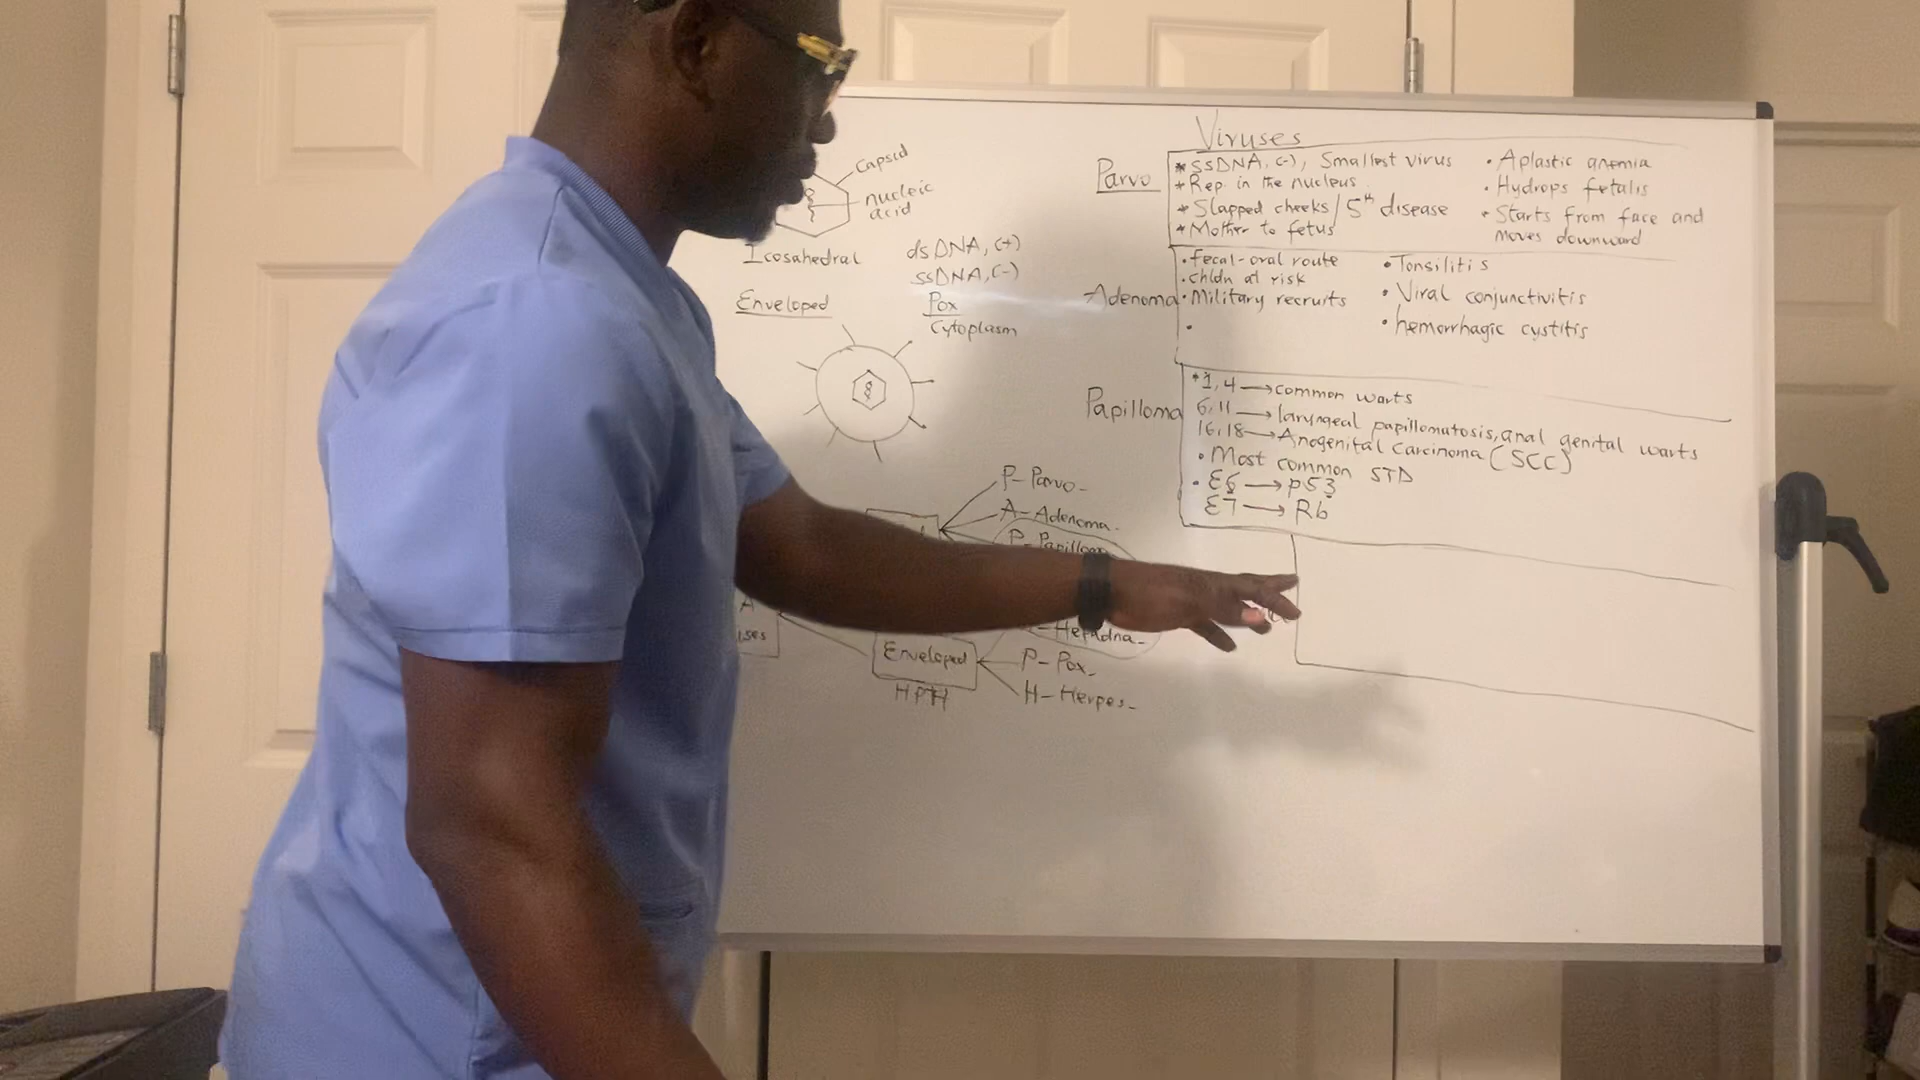 Capsid
nucleic
acid
Icosahedral
dsDNA, (+)
ssDNA, (-)
Enveloped
Pox
Cytoplasm
P- Parvo-
A- Adenoma-
P- Papilloma
Hepadna-
Enveloped
P- Pox-
H- Herpes-
HPH
A
Viruses
Parvo
* ssDNA, (-), Smallest virus
* Rep. in the nucleus
* Slapped cheeks/5th disease
* Mother to fetus
• Aplastic anemia
• Hydrops fetalis
• Starts from face and
moves downward
Adenoma
• fecal-oral route
• chldn at risk
• Military recruits
•
• Tonsilitis
• Viral conjunctivitis
• hemorrhagic cystitis
Papilloma
* 1, 4 → common warts
6, 11 → laryngeal papillomatosis, anal genital warts
16, 18 → Anogenital carcinoma (SCC)
• Most common STD
• E6 → p53
E7 → Rb